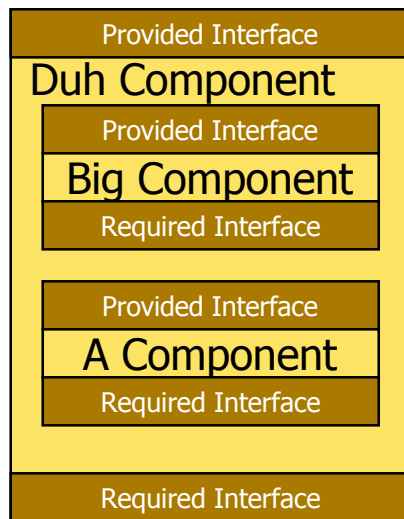 Provided Interface
Duh Component
Provided Interface
Big Component
Required Interface
Provided Interface
A Component
Required Interface
Required Interface